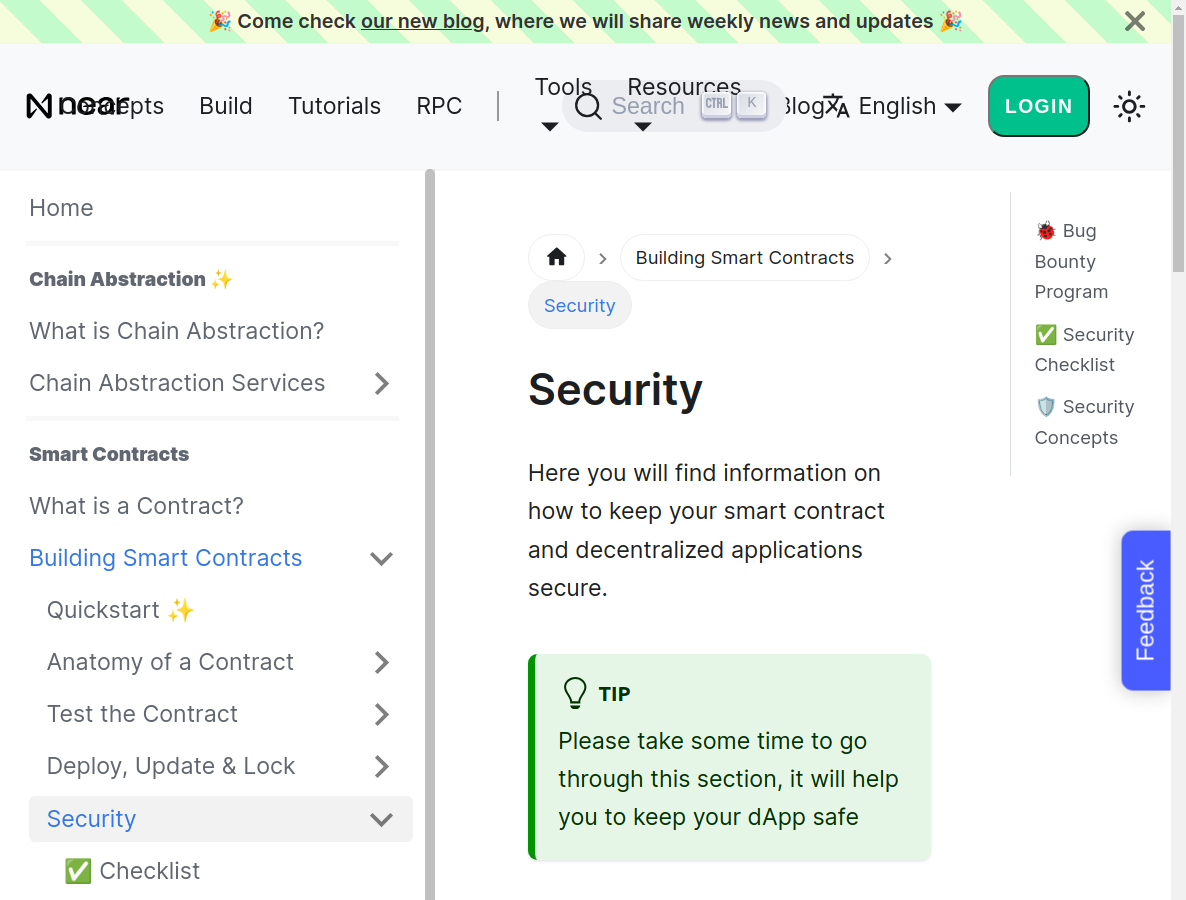 🎉 Come check our new blog, where we will share weekly news and updates 🎉
near
Concepts
Build
Tutorials
RPC
Tools
Resources
Search
CTRL
K
Blog
English
LOGIN
Home
Chain Abstraction ✨
What is Chain Abstraction?
Chain Abstraction Services
Smart Contracts
What is a Contract?
Building Smart Contracts
Quickstart ✨
Anatomy of a Contract
Test the Contract
Deploy, Update & Lock
Security
✅ Checklist
Building Smart Contracts
Security
Security
Here you will find information on
how to keep your smart contract
and decentralized applications
secure.
TIP
Please take some time to go
through this section, it will help
you to keep your dApp safe
🐞 Bug
Bounty
Program
✅ Security
Checklist
🛡️ Security
Concepts
Feedback